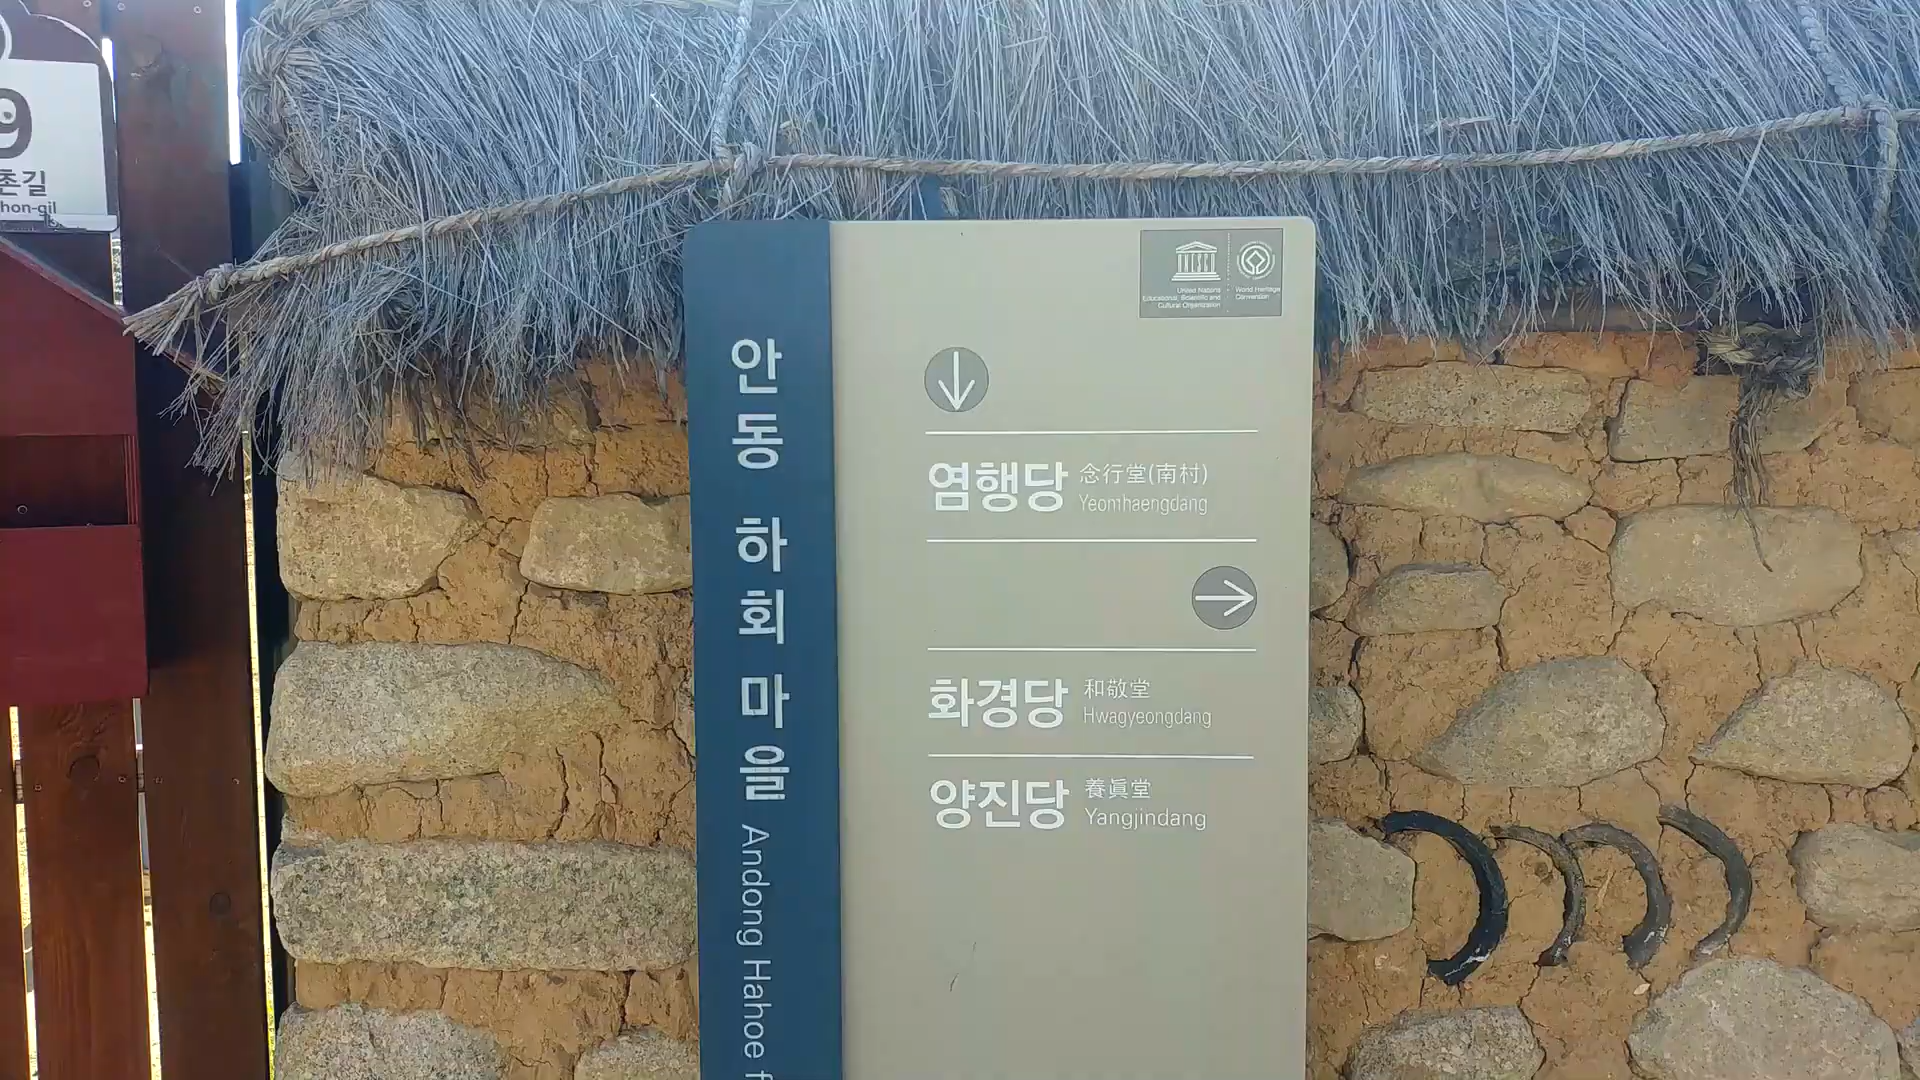 9
촌길
hon-gil
안동 하회 마을 Andong Hahoe f
United Nations
Educational, Scientific and
Cultural Organization
World Heritage
Convention
염행당 念行堂(南村)
Yeomhaengdang
화경당 和敬堂
Hwagyeongdang
양진당 養眞堂
Yangjindang